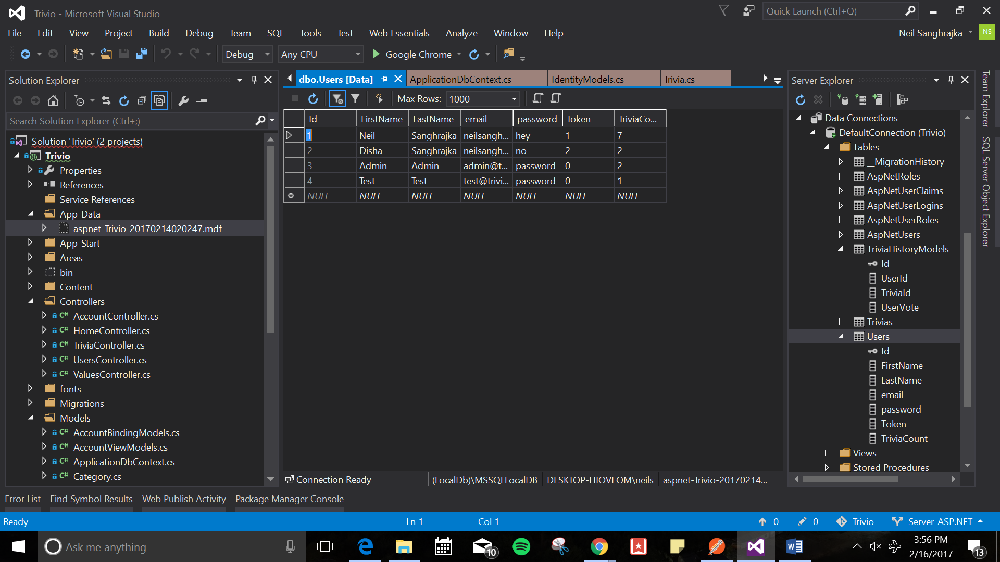 Trivio - Microsoft Visual Studio
Quick Launch (Ctrl+Q)
File Edit View Project Build Debug Team SQL Tools Test Web Essentials Analyze Window Help
Neil Sanghrajka NS
Debug Any CPU Google Chrome
Solution Explorer
Search Solution Explorer (Ctrl+;)
Solution 'Trivio' (2 projects)
Trivio
Properties
References
Service References
App_Data
aspnet-Trivio-20170214020247.mdf
App_Start
Areas
bin
Content
Controllers
C# AccountController.cs
C# HomeController.cs
C# TriviaController.cs
C# UsersController.cs
C# ValuesController.cs
fonts
Migrations
Models
C# AccountBindingModels.cs
C# AccountViewModels.cs
C# ApplicationDbContext.cs
C# Category.cs
dbo.Users [Data] ApplicationDbContext.cs IdentityModels.cs Trivia.cs
Max Rows: 1000
Id FirstName LastName email password Token TriviaCo...
1 Neil Sanghrajka neilsangh... hey 1 7
2 Disha Sanghrajka neilsangh... no 2 2
3 Admin Admin admin@t... password 0 2
4 Test Test test@trivi... password 0 1
NULL NULL NULL NULL NULL NULL NULL
Connection Ready (LocalDb)\MSSQLLocalDB DESKTOP-HIOVEOM\neils aspnet-Trivio-20170214...
Server Explorer
Data Connections
DefaultConnection (Trivio)
Tables
__MigrationHistory
AspNetRoles
AspNetUserClaims
AspNetUserLogins
AspNetUserRoles
AspNetUsers
TriviaHistoryModels
Id
UserId
TriviaId
UserVote
Trivias
Users
Id
FirstName
LastName
email
password
Token
TriviaCount
Views
Stored Procedures
Team Explorer
SQL Server Object Explorer
Error List Find Symbol Results Web Publish Activity Package Manager Console
Ready Ln 1 Col 1 0 0 Trivio Server-ASP.NET
Ask me anything
10
3:56 PM
2/16/2017
13